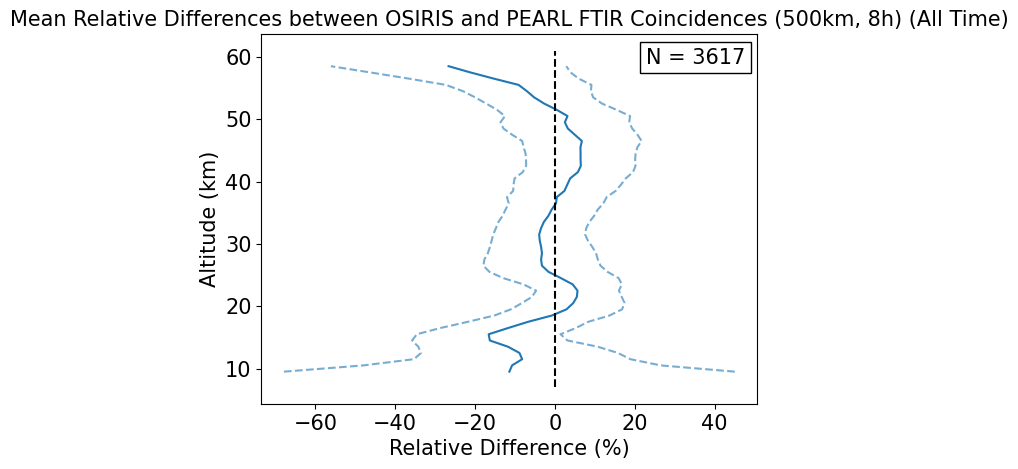 Mean Relative Differences between OSIRIS and PEARL FTIR Coincidences (500km, 8h) (All Time)
N = 3617
60
50
40
30
20
10
Altitude (km)
−60 −40 −20 0 20 40
Relative Difference (%)